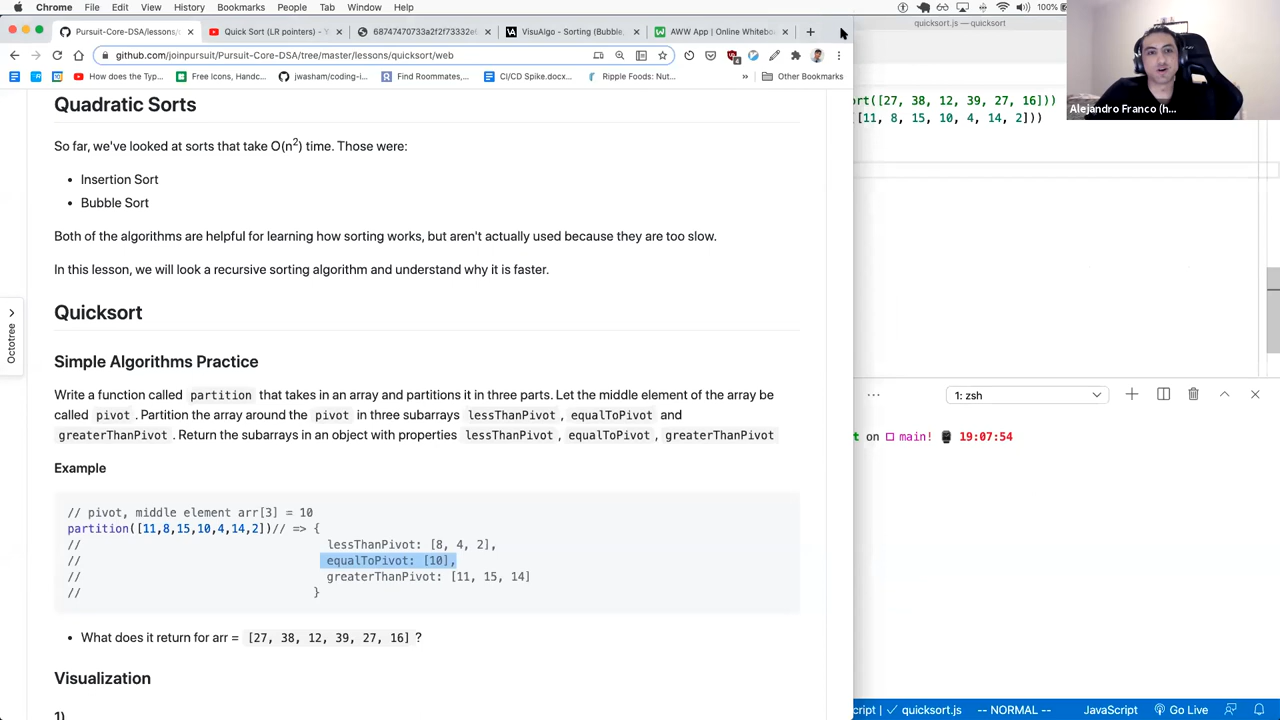 Chrome File Edit View History Bookmarks People Tab Window Help 100%
Pursuit-Core-DSA/lessons/ Quick Sort (LR pointers) - Y 68747470733a2f2f7333 VisuAlgo - Sorting (Bubble, AWW App | Online Whiteboa
quicksort.js — quicksort
github.com/joinpursuit/Pursuit-Core-DSA/tree/master/lessons/quicksort/web
How does the Typ... Free Icons, Handc... jwasham/coding-i... Find Roommates,... CI/CD Spike.docx... Ripple Foods: Nut... Other Bookmarks
Alejandro Franco (h...
ort([27, 38, 12, 39, 27, 16]))
[11, 8, 15, 10, 4, 14, 2]))
Quadratic Sorts
So far, we've looked at sorts that take O(n2) time. Those were:
• Insertion Sort
• Bubble Sort
Both of the algorithms are helpful for learning how sorting works, but aren't actually used because they are too slow.
In this lesson, we will look a recursive sorting algorithm and understand why it is faster.
Octotree
Quicksort
Simple Algorithms Practice
Write a function called partition that takes in an array and partitions it in three parts. Let the middle element of the array be
called pivot . Partition the array around the pivot in three subarrays lessThanPivot , equalToPivot and
greaterThanPivot . Return the subarrays in an object with properties lessThanPivot , equalToPivot , greaterThanPivot
Example
// pivot, middle element arr[3] = 10
partition([11,8,15,10,4,14,2])// => {
// lessThanPivot: [8, 4, 2],
// equalToPivot: [10],
// greaterThanPivot: [11, 15, 14]
// }
• What does it return for arr = [27, 38, 12, 39, 27, 16] ?
Visualization
1)
1: zsh
t on main! 19:07:54
cript quicksort.js -- NORMAL -- JavaScript Go Live